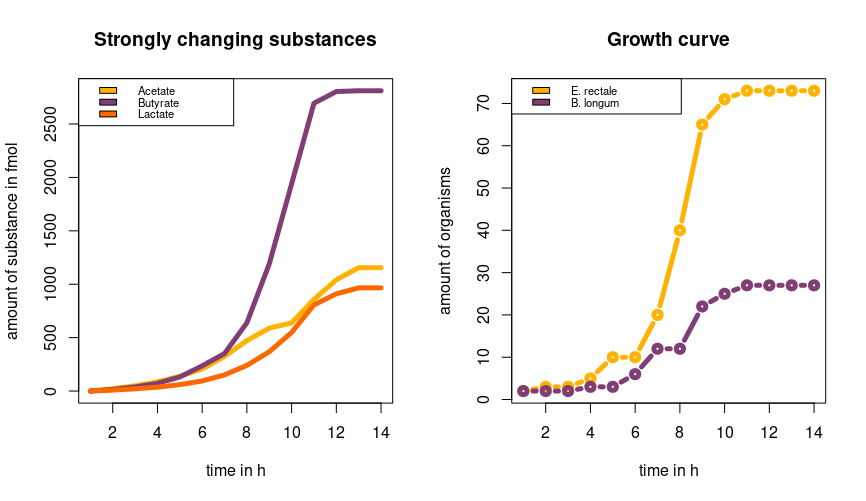 Strongly changing substances
Acetate
Butyrate
Lactate
amount of substance in fmol
0
500
1000
1500
2000
2500
2 4 6 8 10 12 14
time in h
Growth curve
E. rectale
B. longum
amount of organisms
0
10
20
30
40
50
60
70
2 4 6 8 10 12 14
time in h